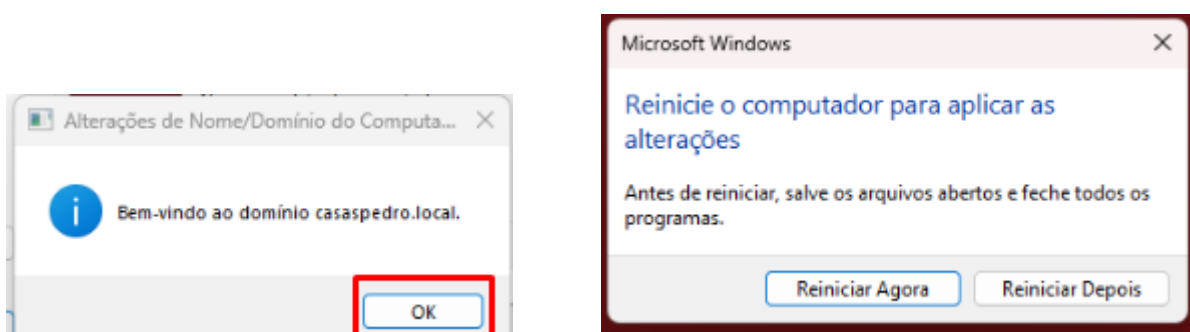 Alterações de Nome/Domínio do Computa...
Bem-vindo ao domínio casaspedro.local.
OK
Microsoft Windows
Reinicie o computador para aplicar as
alterações
Antes de reiniciar, salve os arquivos abertos e feche todos os
programas.
Reiniciar Agora
Reiniciar Depois